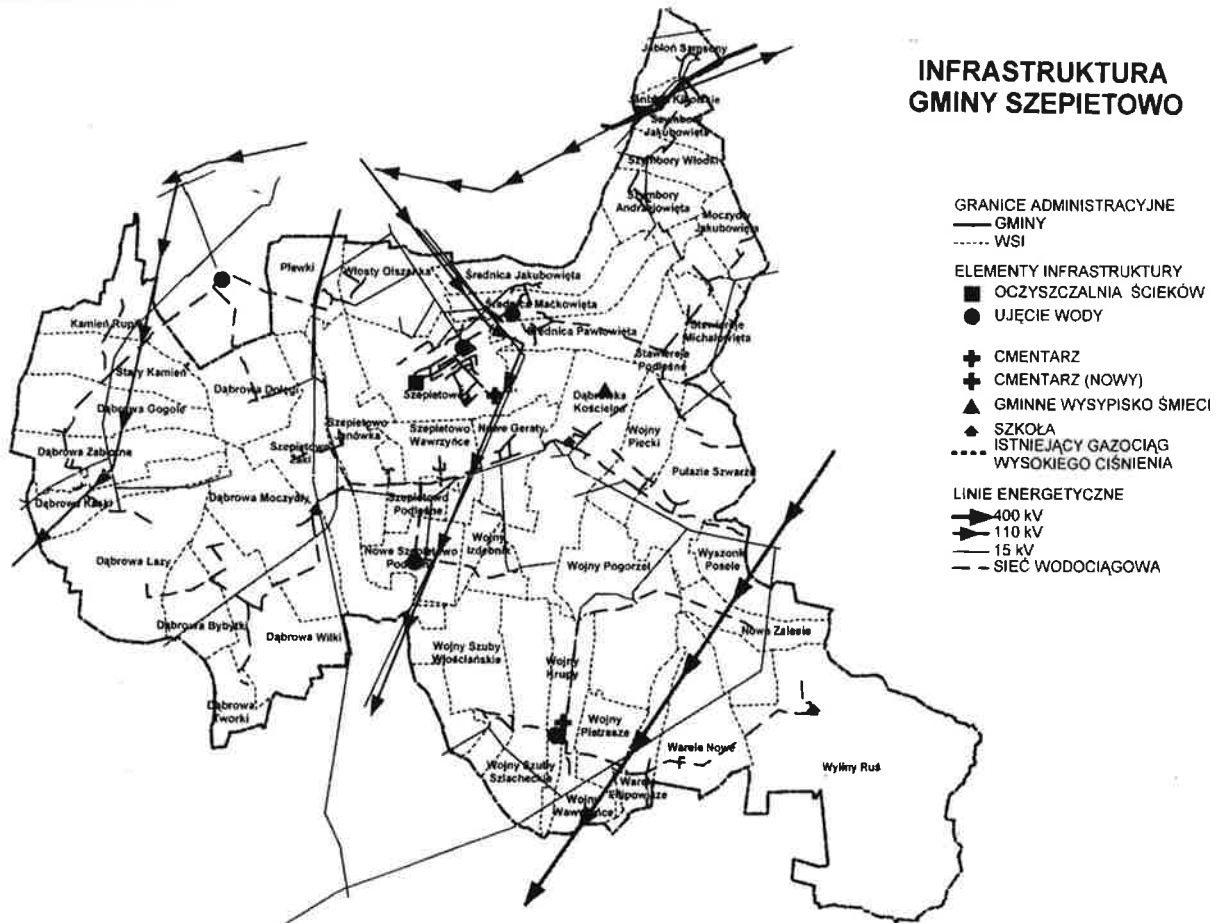 INFRASTRUKTURA
GMINY SZEPIETOWO
GRANICE ADMINISTRACYJNE
GMINY
WSI
ELEMENTY INFRASTRUKTURY
OCZYSZCZALNIA ŚCIEKÓW
UJĘCIE WODY
CMENTARZ
CMENTARZ (NOWY)
GMINNE WYSYPISKO ŚMIECI
SZKOŁA
ISTNIEJĄCY GAZOCIĄG
WYSOKIEGO CIŚNIENIA
LINIE ENERGETYCZNE
400 kV
110 kV
15 kV
SIEĆ WODOCIĄGOWA
Jabłoń Samsony
Szymbory
Jakubowięta
Szymbory Włodki
Szymbory
Andrzejowięta
Moczydły
Jakubowięta
Plewki
Włosty Olszanka
Średnica Jakubowięta
Średnica Maćkowięta
Średnica Pawłowięta
Stawiereje
Michałowięta
Stawiereje
Podleśne
Kamień Rupie
Stary Kamień
Dąbrowa Dołęgi
Dąbrowa Gogole
Szepietowo
Dąbrówka
Kościelna
Dąbrowa Zabłotne
Szepietowo
Janówka
Szepietowo
Wawrzyńce
Nowe Gierały
Wojny
Piecki
Szepietowo
Żaki
Pułazie Szwarze
Dąbrowa Kaski
Dąbrowa Moczydły
Szepietowo
Podleśne
Dąbrowa Łazy
Nowe Szepietowo
Wojny
Izdebnik
Wojny Pogorzel
Wyszonki
Posele
Dąbrowa Bybytki
Dąbrowa Wilki
Nowe Zalesie
Wojny Szuby
Włościańskie
Wojny
Krupy
Dąbrowa
Tworki
Wojny
Pietrasze
Warele Nowe
Wojny Szuby
Szlacheckie
Warele
Filipowicze
Wyliny Ruś
Wojny
Wawrzyńce